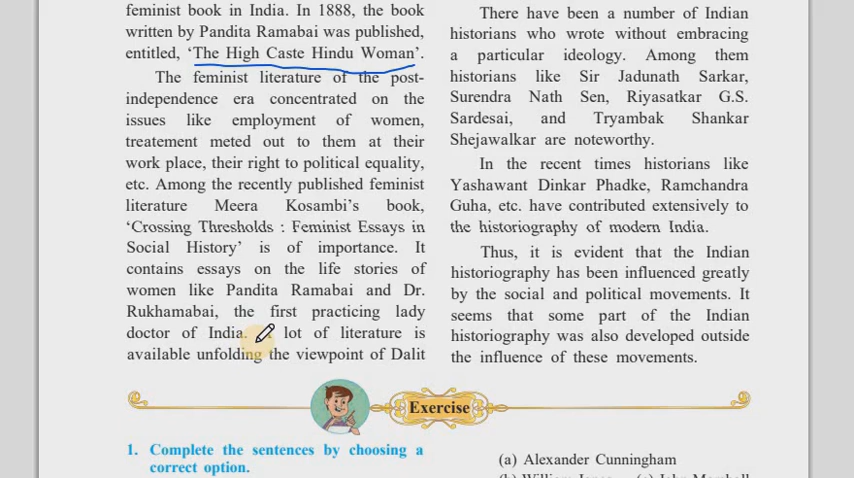 feminist book in India. In 1888, the book
written by Pandita Ramabai was published,
entitled, ‘The High Caste Hindu Woman’.
The feminist literature of the post-
independence era concentrated on the
issues like employment of women,
treatement meted out to them at their
work place, their right to political equality,
etc. Among the recently published feminist
literature Meera Kosambi’s book,
‘Crossing Thresholds : Feminist Essays in
Social History’ is of importance. It
contains essays on the life stories of
women like Pandita Ramabai and Dr.
Rukhamabai, the first practicing lady
doctor of India. lot of literature is
available unfolding the viewpoint of Dalit
There have been a number of Indian
historians who wrote without embracing
a particular ideology. Among them
historians like Sir Jadunath Sarkar,
Surendra Nath Sen, Riyasatkar G.S.
Sardesai, and Tryambak Shankar
Shejawalkar are noteworthy.
In the recent times historians like
Yashawant Dinkar Phadke, Ramchandra
Guha, etc. have contributed extensively to
the historiography of modern India.
Thus, it is evident that the Indian
historiography has been influenced greatly
by the social and political movements. It
seems that some part of the Indian
historiography was also developed outside
the influence of these movements.
Exercise
1. Complete the sentences by choosing a
correct option.
(a) Alexander Cunningham
(b) William Jones (c) John Marshall